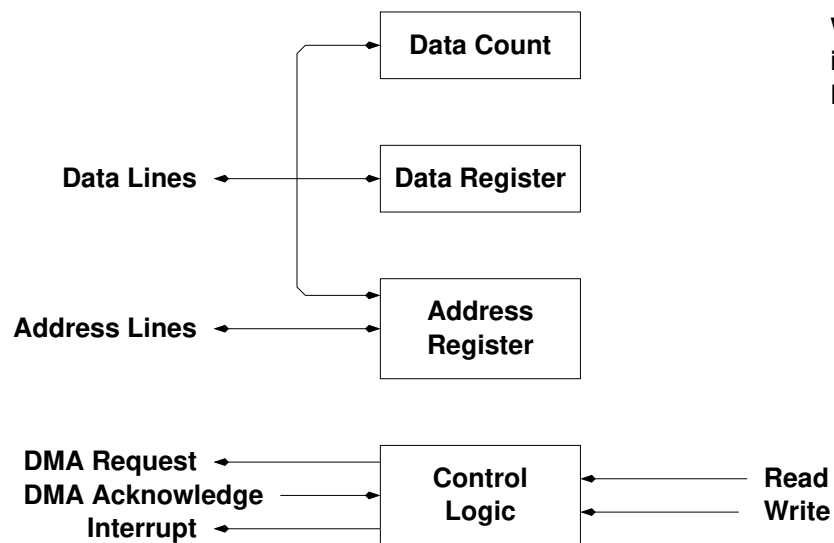 Data Count
Data Lines
Data Register
Address Lines
Address
Register
DMA Request
DMA Acknowledge
Interrupt
Control
Logic
Read
Write